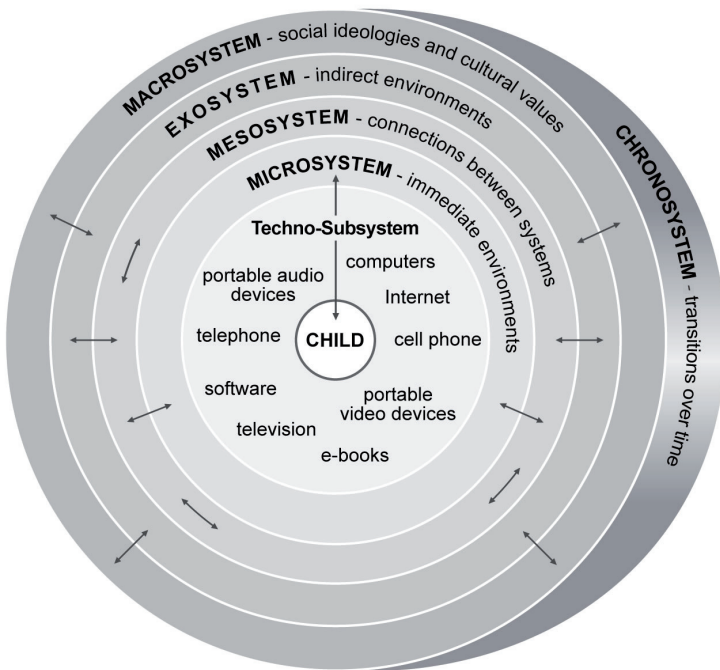 MACROSYSTEM - social ideologies and cultural values
EXOSYSTEM - indirect environments
MESOSYSTEM - connections between systems
MICROSYSTEM - immediate environments
CHRONOSYSTEM - transitions over time
Techno-Subsystem
computers
portable audio
devices
Internet
telephone
CHILD
cell phone
software
portable
video devices
television
e-books